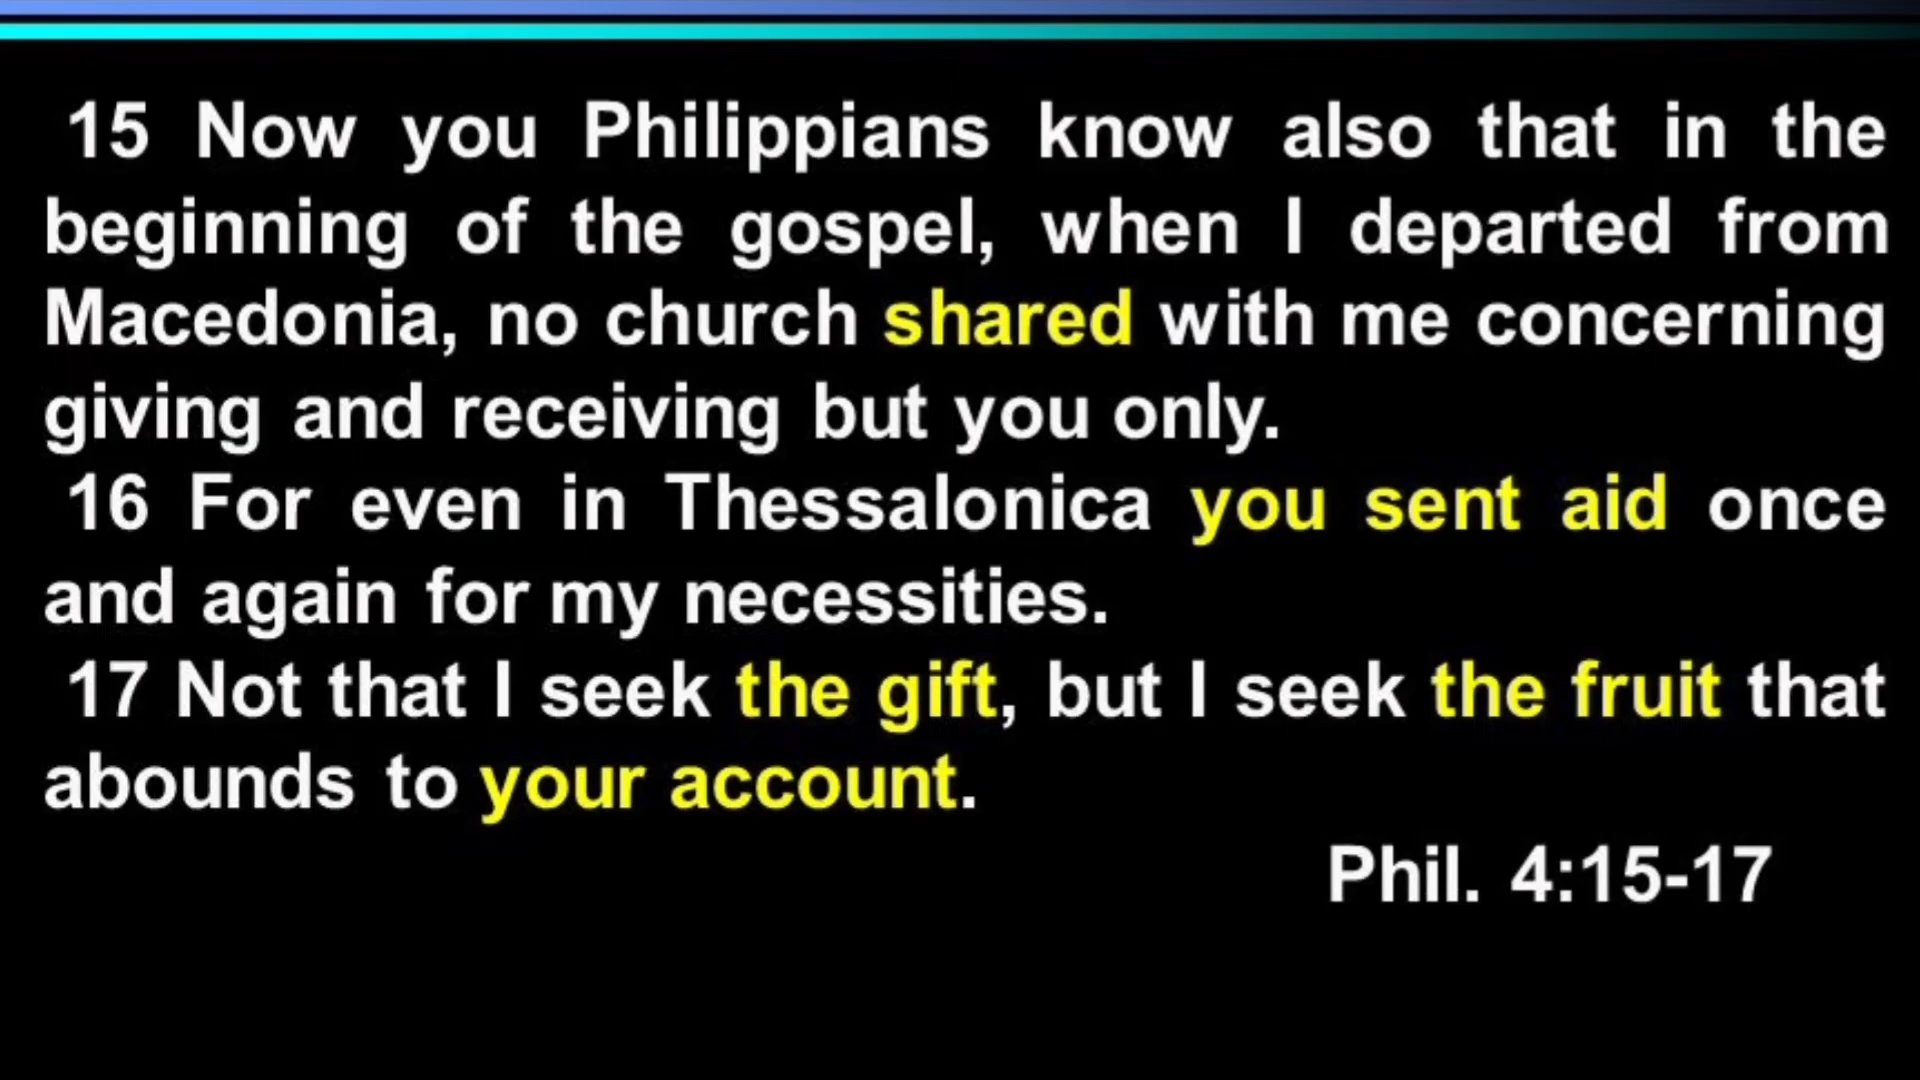 15 Now you Philippians know also that in the
beginning of the gospel, when I departed from
Macedonia, no church shared with me concerning
giving and receiving but you only.
16 For even in Thessalonica you sent aid once
and again for my necessities.
17 Not that I seek the gift, but I seek the fruit that
abounds to your account.
Phil. 4:15-17